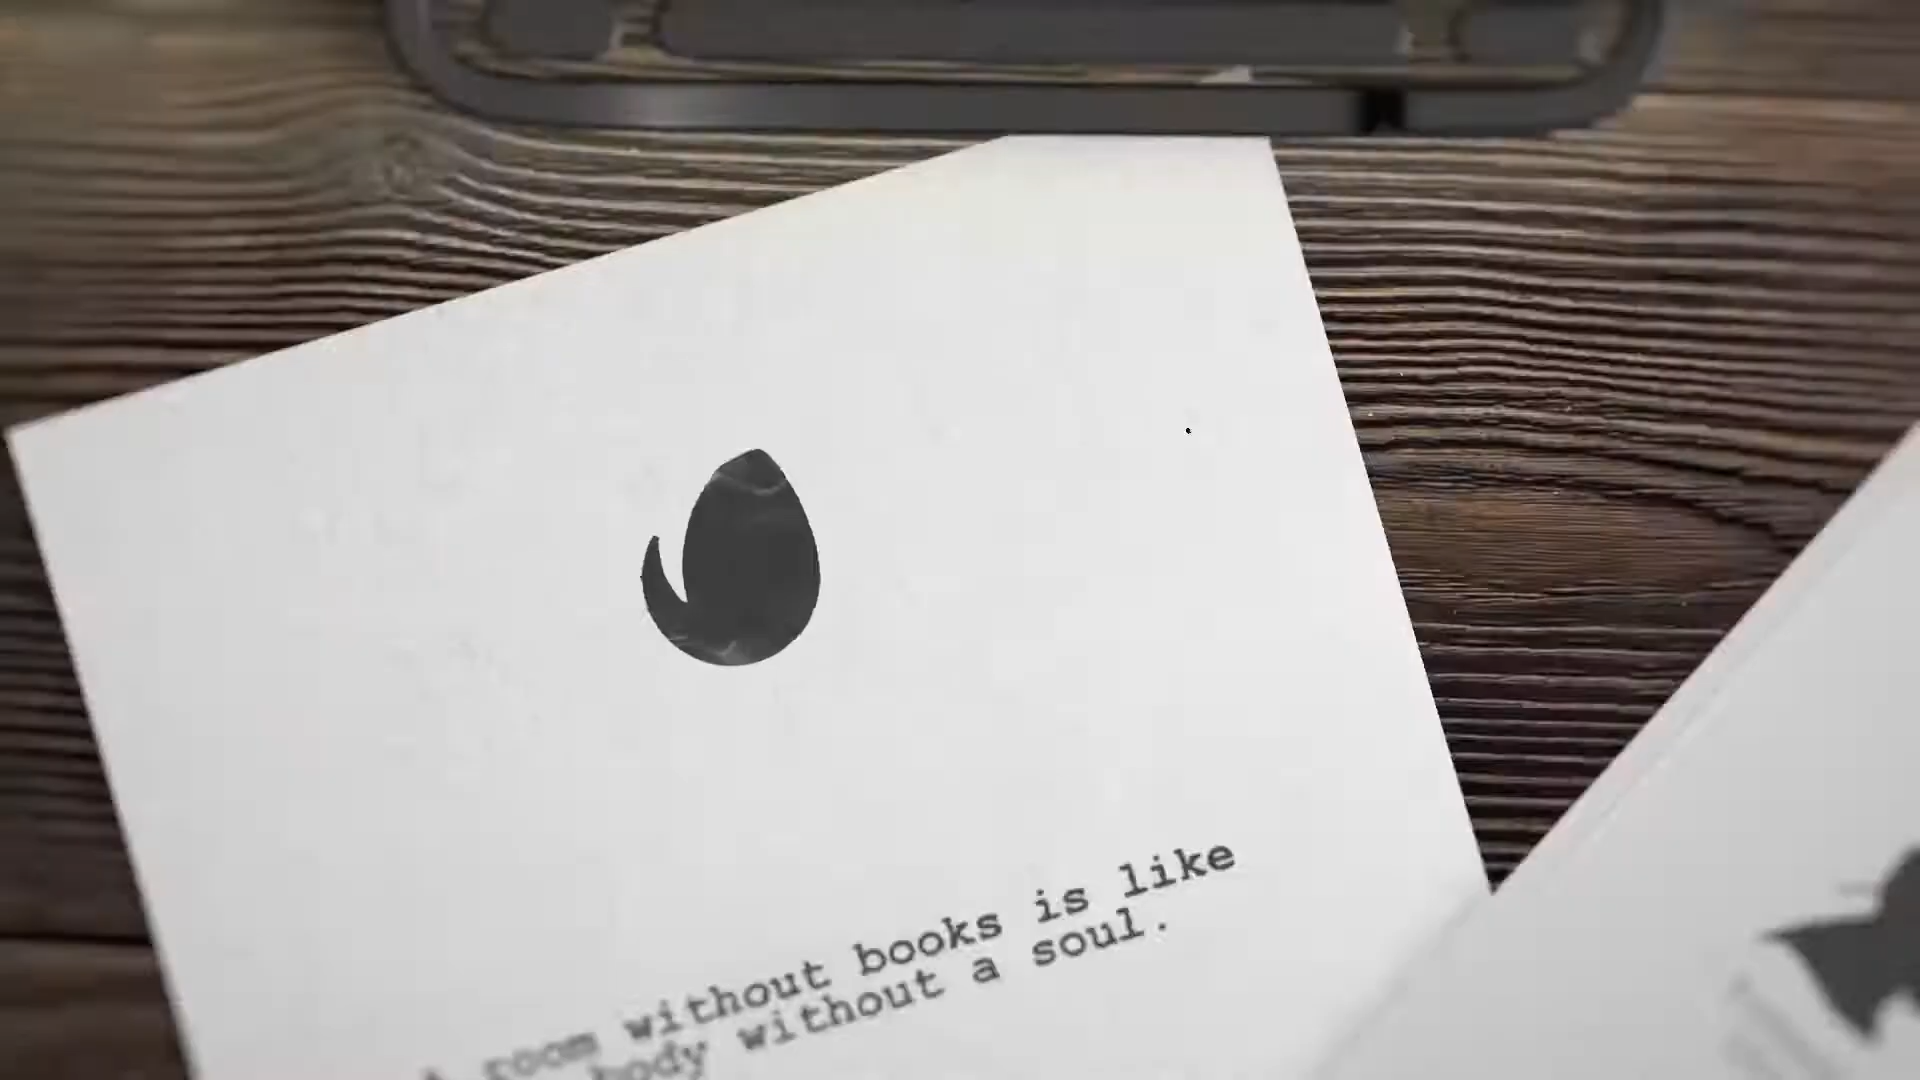 A room without books is like
body without a soul.